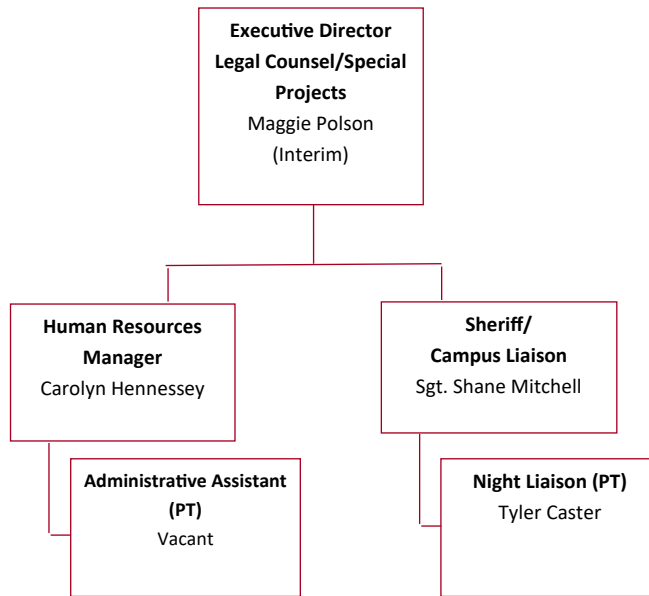 Executive Director
Legal Counsel/Special
Projects
Maggie Polson
(Interim)
Human Resources
Manager
Carolyn Hennessey
Sheriff/
Campus Liaison
Sgt. Shane Mitchell
Administrative Assistant
(PT)
Vacant
Night Liaison (PT)
Tyler Caster